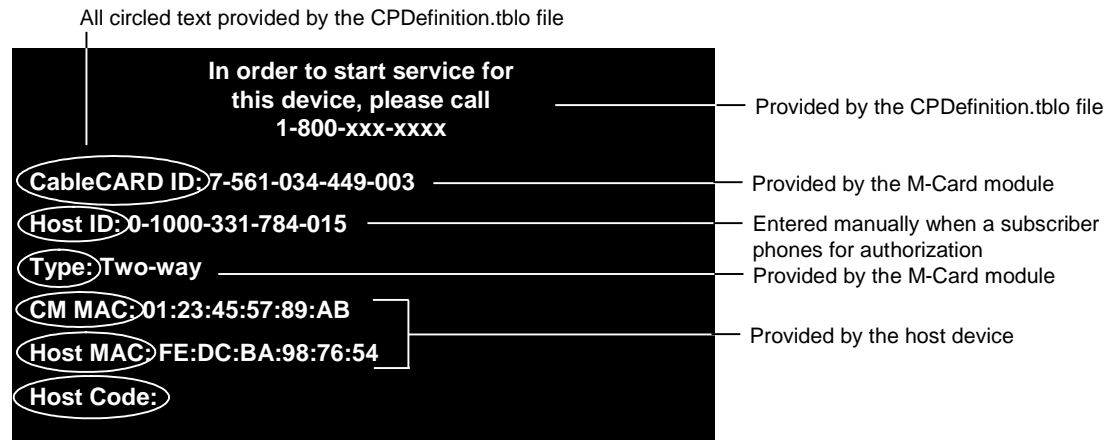 All circled text provided by the CPDefinition.tblo file
In order to start service for
this device, please call
1-800-xxx-xxxx
Provided by the CPDefinition.tblo file
CableCARD ID: 7-561-034-449-003
Provided by the M-Card module
Host ID: 0-1000-331-784-015
Entered manually when a subscriber
phones for authorization
Type: Two-way
Provided by the M-Card module
CM MAC: 01:23:45:57:89:AB
Provided by the host device
Host MAC: FE:DC:BA:98:76:54
Host Code: